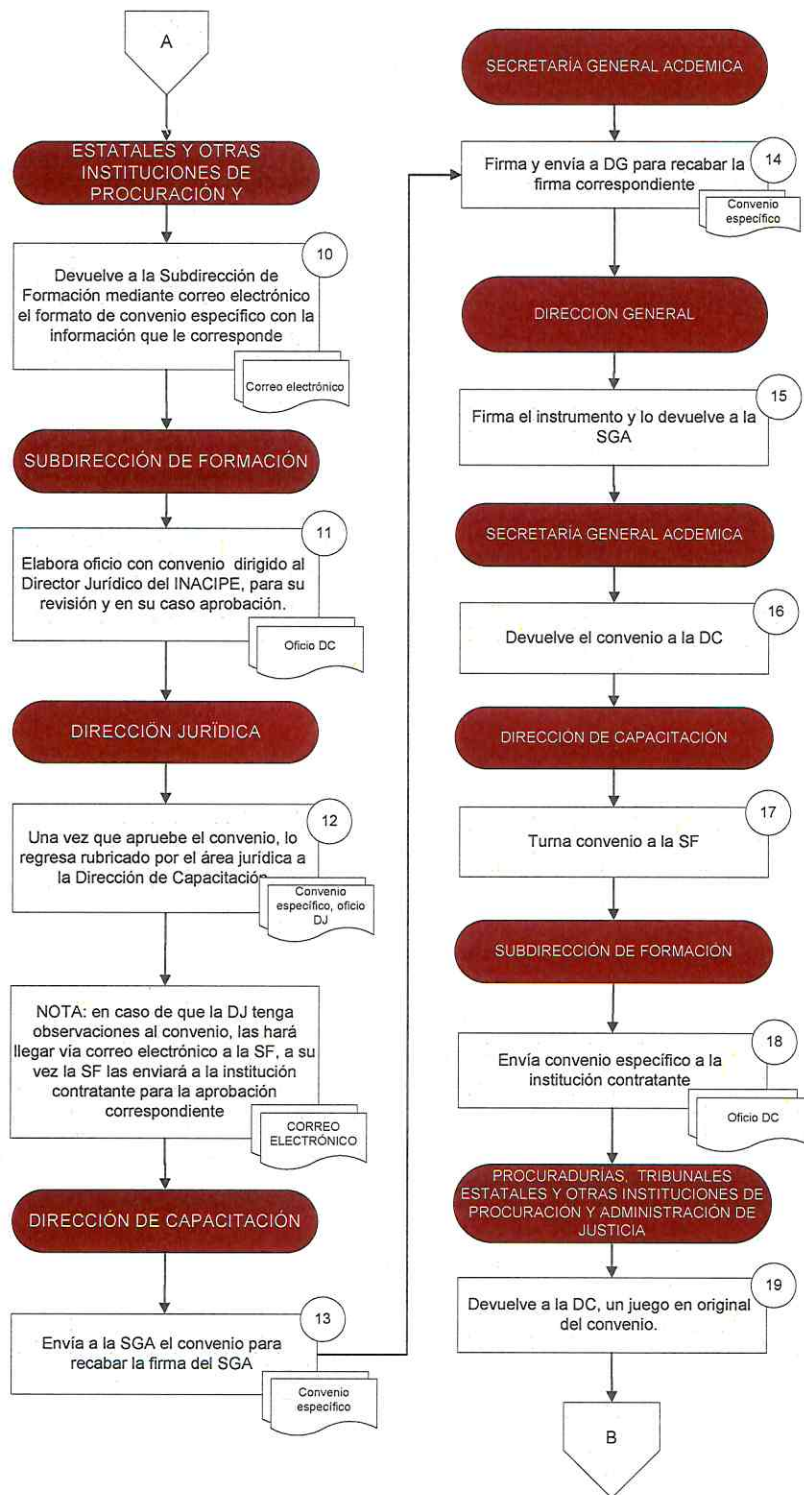 A
ESTATALES Y OTRAS
INSTITUCIONES DE
PROCURACIÓN Y
10
Devuelve a la Subdirección de
Formación mediante correo electrónico
el formato de convenio específico con la
información que le corresponde
Correo electrónico
SUBDIRECCIÓN DE FORMACIÓN
11
Elabora oficio con convenio dirigido al
Director Jurídico del INACIPE, para su
revisión y en su caso aprobación.
Oficio DC
DIRECCIÖN JURÏDICA
12
Una vez que apruebe el convenio, lo
regresa rubricado por el área jurídica a
la Dirección de Capacitación
Convenio
específico, oficio
DJ
NOTA: en caso de que la DJ tenga
observaciones al convenio, las hará
llegar vía correo electrónico a la SF, a su
vez la SF las enviará a la institución
contratante para la aprobación
correspondiente
CORREO
ELECTRÓNICO
DIRECCIÓN DE CAPACITACIÓN
13
Envía a la SGA el convenio para
recabar la firma del SGA
Convenio
específico
SECRETARÍA GENERAL ACDEMICA
14
Firma y envía a DG para recabar la
firma correspondiente
Convenio
específico
DIRECCIÓN GENERAL
15
Firma el instrumento y lo devuelve a la
SGA
SECRETARÍA GENERAL ACDEMICA
16
Devuelve el convenio a la DC
DIRECCIÓN DE CAPACITACIÓN
17
Turna convenio a la SF
SUBDIRECCIÓN DE FORMACIÓN
18
Envía convenio específico a la
institución contratante
Oficio DC
PROCURADURÍAS, TRIBUNALES
ESTATALES Y OTRAS INSTITUCIONES DE
PROCURACIÓN Y ADMINISTRACIÓN DE
JUSTICIA
19
Devuelve a la DC, un juego en original
del convenio.
B